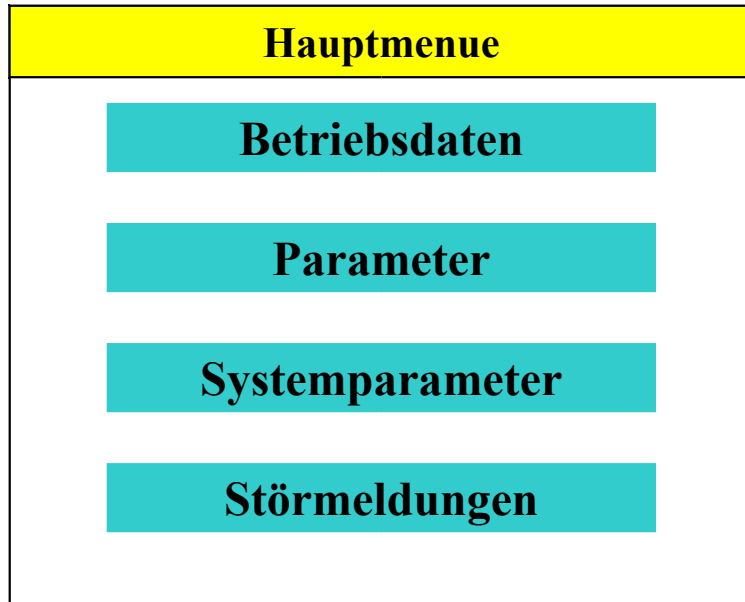 Hauptmenue
Betriebsdaten
Parameter
Systemparameter
Störmeldungen